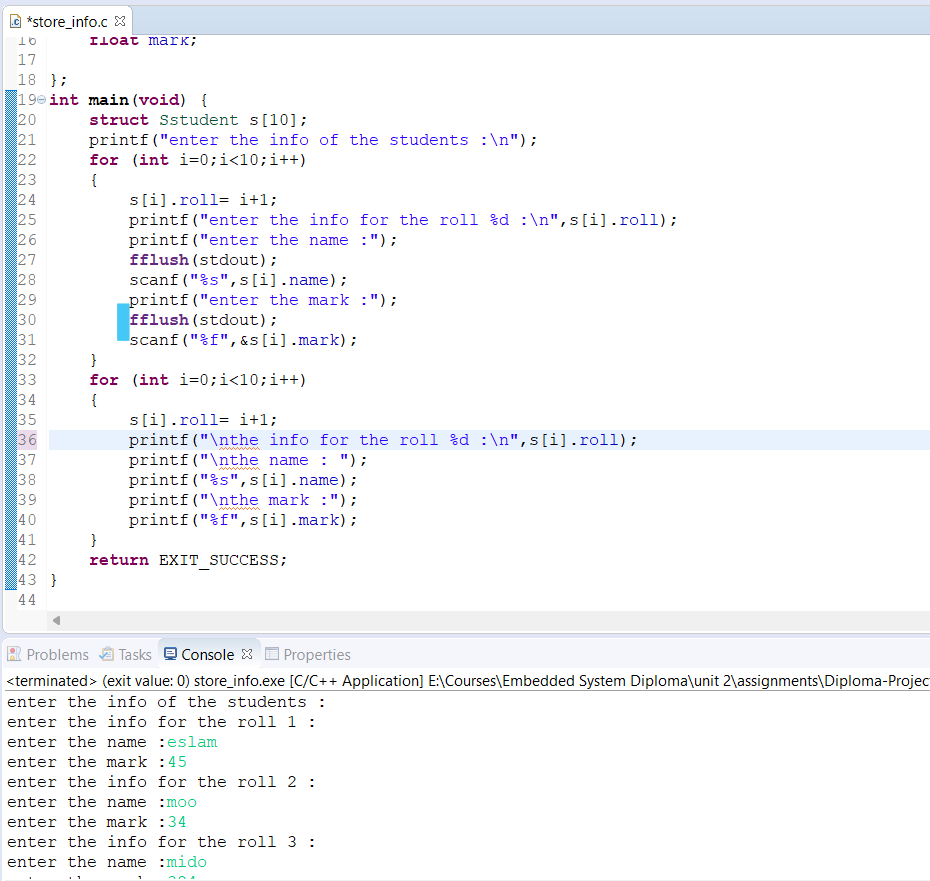 *store_info.c
16 float mark;
17
18 };
19 int main(void) {
20 struct Sstudent s[10];
21 printf("enter the info of the students :\n");
22 for (int i=0;i<10;i++)
23 {
24 s[i].roll= i+1;
25 printf("enter the info for the roll %d :\n",s[i].roll);
26 printf("enter the name :");
27 fflush(stdout);
28 scanf("%s",s[i].name);
29 printf("enter the mark :");
30 fflush(stdout);
31 scanf("%f",&s[i].mark);
32 }
33 for (int i=0;i<10;i++)
34 {
35 s[i].roll= i+1;
36 printf("\nthe info for the roll %d :\n",s[i].roll);
37 printf("\nthe name : ");
38 printf("%s",s[i].name);
39 printf("\nthe mark :");
40 printf("%f",s[i].mark);
41 }
42 return EXIT_SUCCESS;
43 }
44
Problems Tasks Console Properties
<terminated> (exit value: 0) store_info.exe [C/C++ Application] E:\Courses\Embedded System Diploma\unit 2\assignments\Diploma-Projec
enter the info of the students :
enter the info for the roll 1 :
enter the name :eslam
enter the mark :45
enter the info for the roll 2 :
enter the name :moo
enter the mark :34
enter the info for the roll 3 :
enter the name :mido